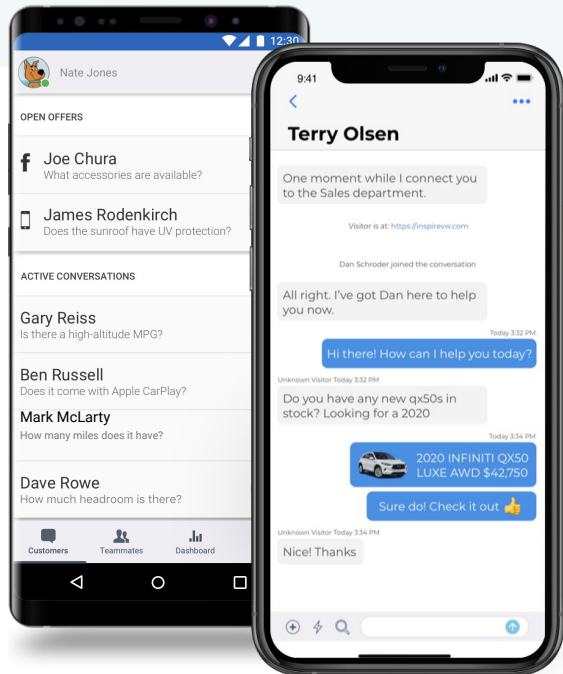 12:30
Nate Jones
OPEN OFFERS
f Joe Chura
What accessories are available?
James Rodenkirch
Does the sunroof have UV protection?
ACTIVE CONVERSATIONS
Gary Reiss
Is there a high-altitude MPG?
Ben Russell
Does it come with Apple CarPlay?
Mark McLarty
How many miles does it have?
Dave Rowe
How much headroom is there?
Customers
Teammates
Dashboard
9:41
Terry Olsen
One moment while I connect you
to the Sales department.
Visitor is at: https://inspirevw.com
Dan Schroder joined the conversation
All right. I've got Dan here to help
you now.
Today 3:32 PM
Hi there! How can I help you today?
Unknown Visitor Today 3:32 PM
Do you have any new qx50s in
stock? Looking for a 2020
Today 3:34 PM
2020 INFINITI QX50
LUXE AWD $42,750
Sure do! Check it out 👍
Unknown Visitor Today 3:34 PM
Nice! Thanks